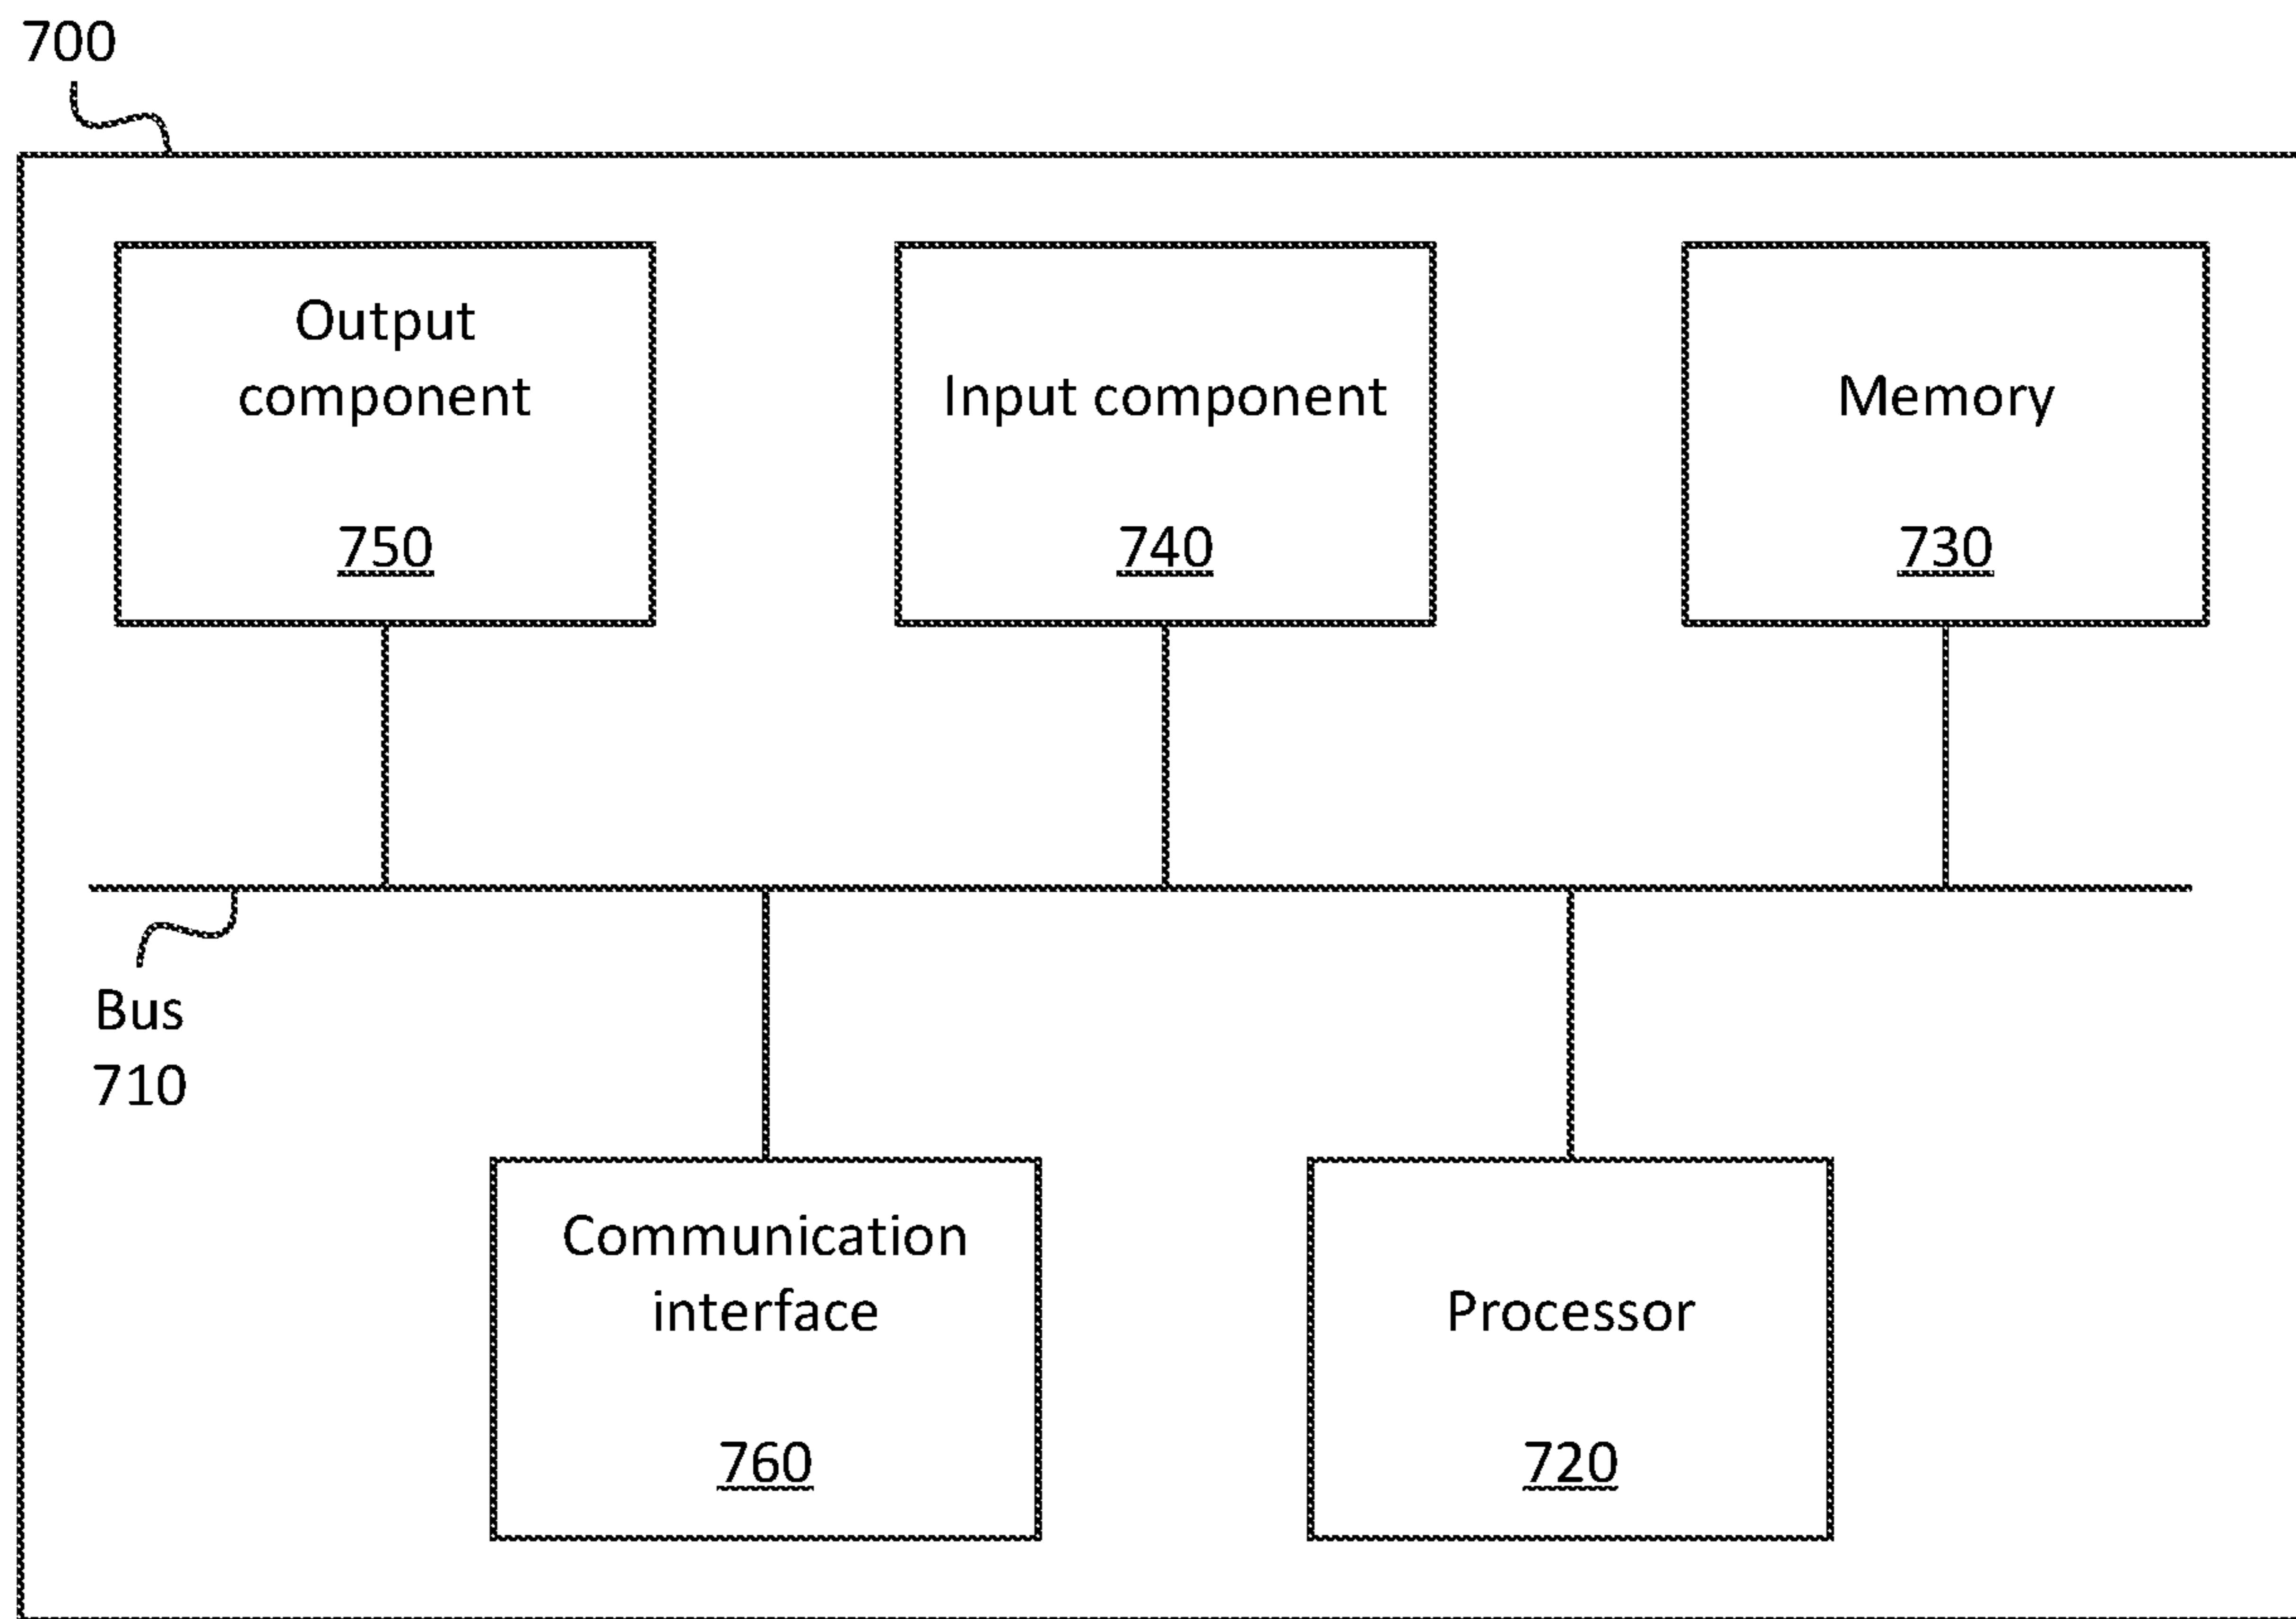 700
Output
component
750
Input component
740
Memory
730
Bus
710
Communication
interface
760
Processor
720